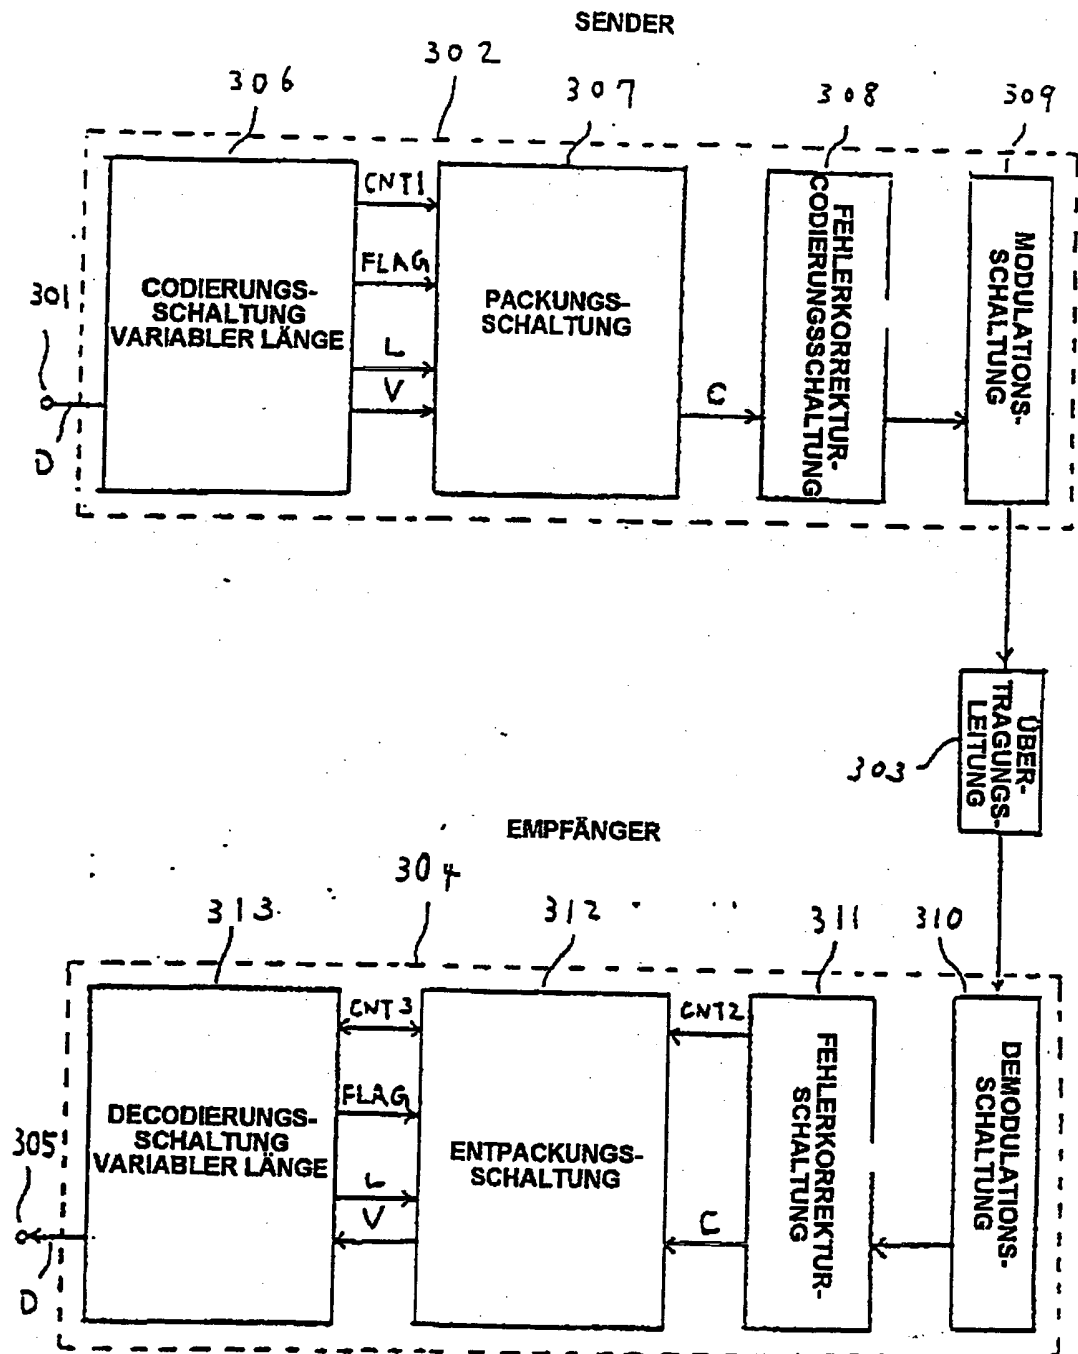 SENDER
306
302
307
308
309
CNT1
FLAG
L
V
CODIERUNGS-
SCHALTUNG
VARIABLER LÄNGE
PACKUNGS-
SCHALTUNG
C
FEHLERKORREKTUR-
CODIERUNGSSCHALTUNG
MODULATIONS-
SCHALTUNG
301
D
ÜBER-
TRAGUNGS-
LEITUNG
303
EMPFÄNGER
313
304
312
311
310
CNT3
FLAG
L
V
DECODIERUNGS-
SCHALTUNG
VARIABLER LÄNGE
ENTPACKUNGS-
SCHALTUNG
CNT2
C
FEHLERKORREKTUR-
SCHALTUNG
DEMODULATIONS-
SCHALTUNG
305
D